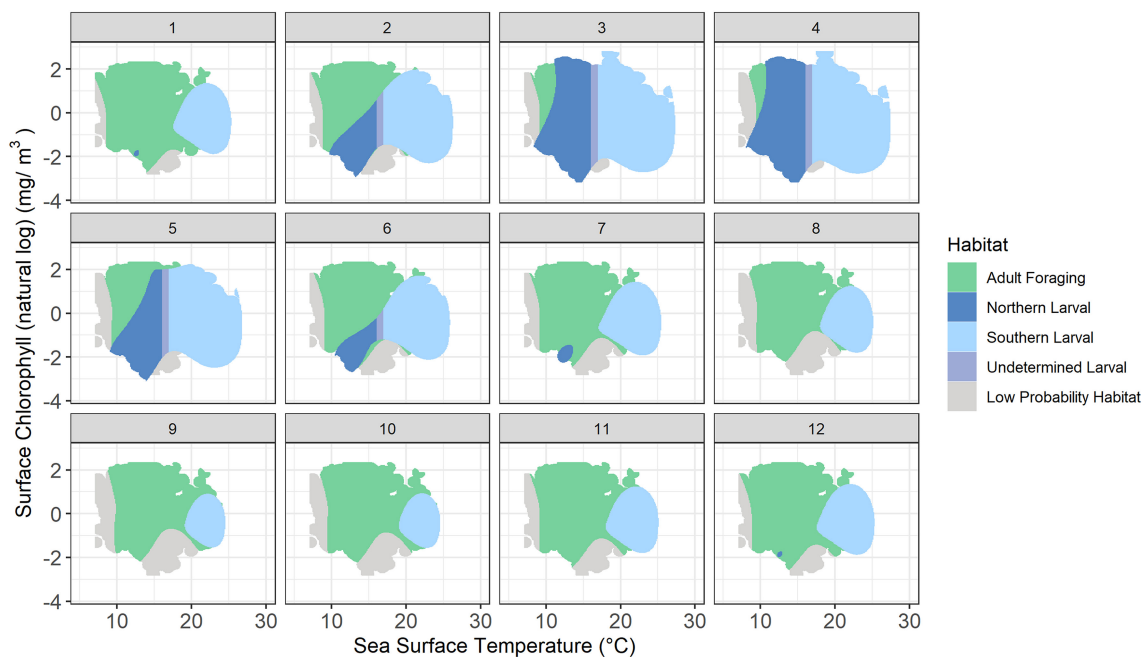 1 2 3 4
2
0
-2
-4
5 6 7 8
2
0
-2
-4
9 10 11 12
2
0
-2
-4
10 20 30 10 20 30 10 20 30 10 20 30
Sea Surface Temperature (°C)
Surface Chlorophyll (natural log) (mg/ m³)
Habitat
Adult Foraging
Northern Larval
Southern Larval
Undetermined Larval
Low Probability Habitat